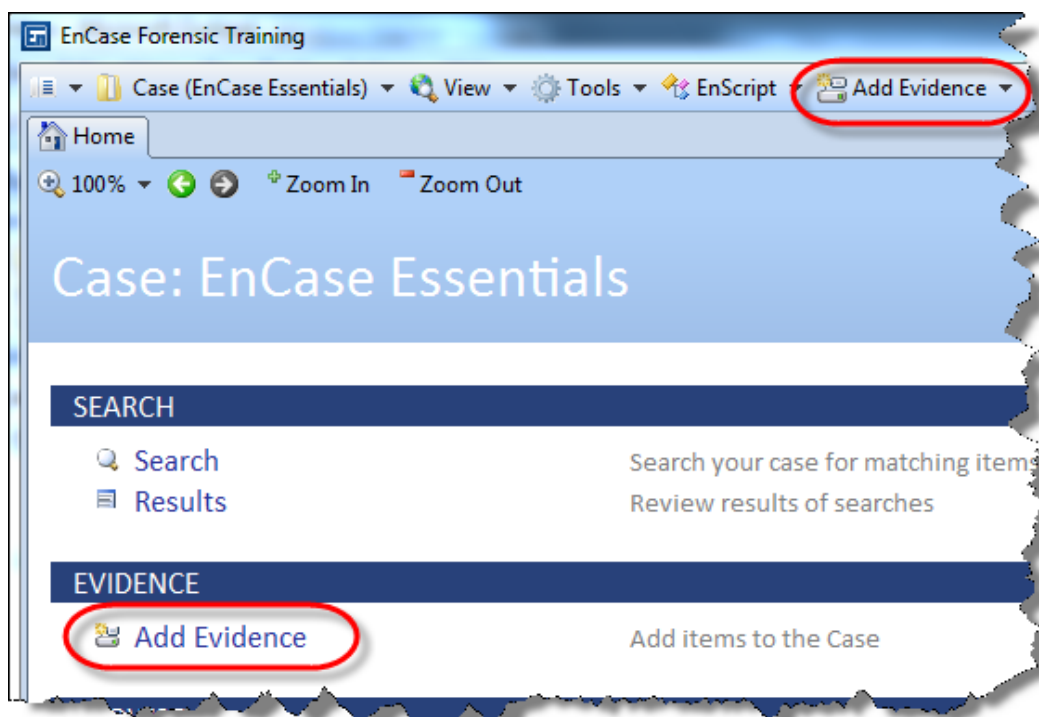 En EnCase Forensic Training
Case (EnCase Essentials) View Tools EnScript Add Evidence
Home
100% Zoom In Zoom Out
Case: EnCase Essentials
SEARCH
Search Search your case for matching items
Results Review results of searches
EVIDENCE
Add Evidence Add items to the Case